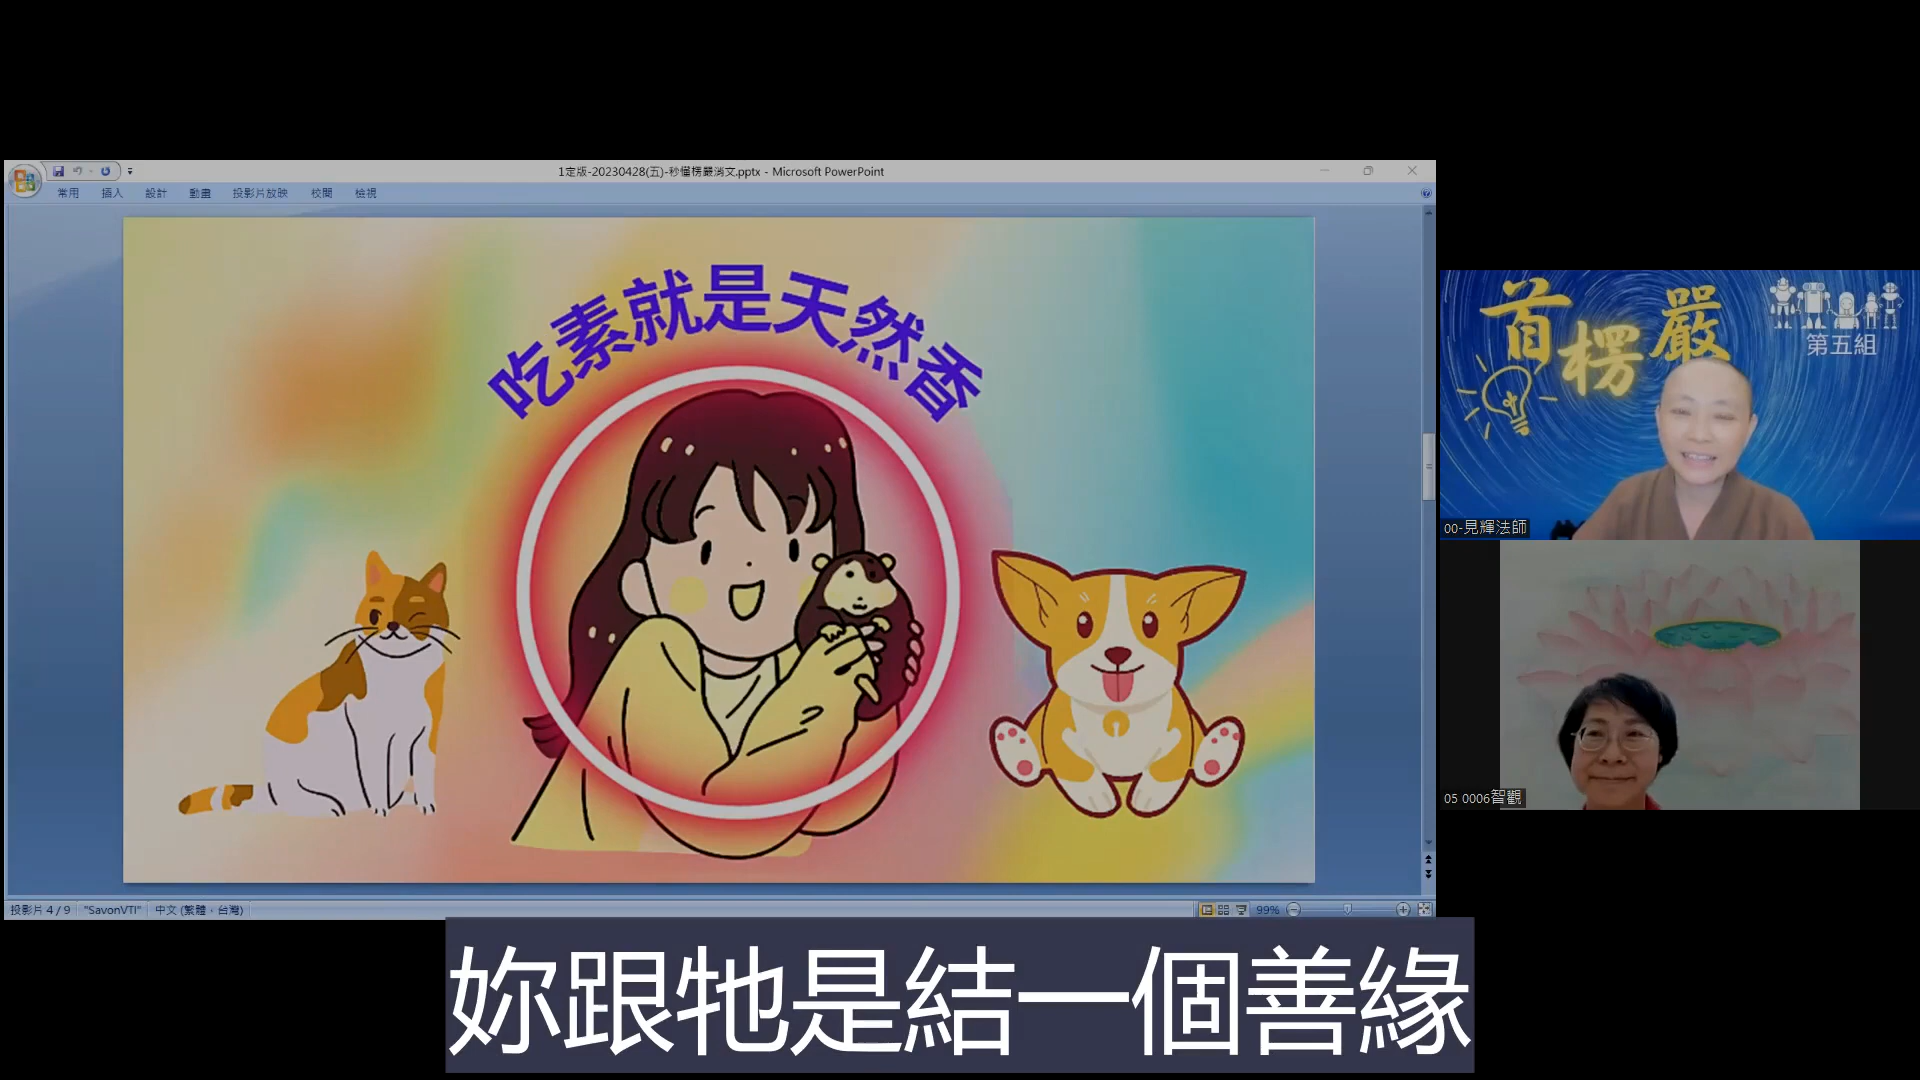 1定版-20230428(五)-秒懂楞嚴消文.pptx - Microsoft PowerPoint
常用 插入 設計 動畫 投影片放映 校閱 檢視
吃素就是天然香
首楞嚴
第五組
00-見輝法師
05 0006智觀
投影片 4 / 9 "SavonVTI" 中文 (繁體，台灣) 99%
妳跟牠是結一個善緣